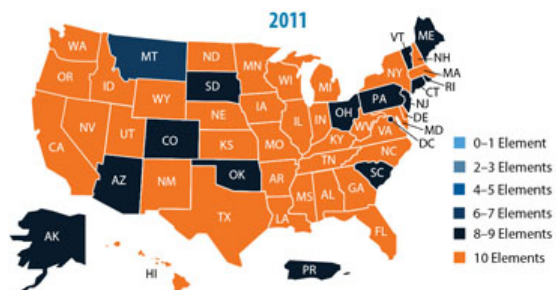 2011
WA
MT
ND
MN
VT
ME
NH
MA
RI
CT
NJ
DE
MD
DC
OR
ID
WY
SD
WI
MI
NY
PA
NV
UT
CO
NE
IA
IL
IN
OH
WV
VA
KY
CA
KS
MO
NC
TN
AZ
NM
OK
AR
SC
MS
AL
GA
TX
LA
FL
AK
HI
PR
0–1 Element
2–3 Elements
4–5 Elements
6–7 Elements
8–9 Elements
10 Elements